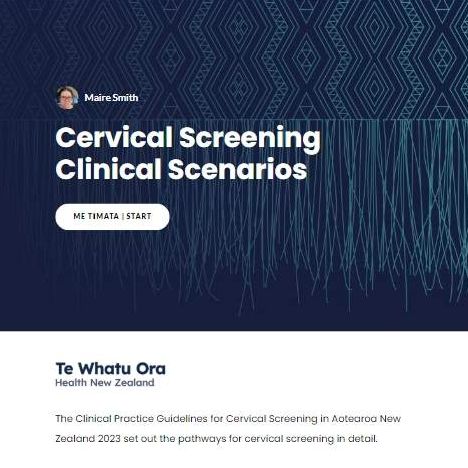 Maire Smith
Cervical Screening
Clinical Scenarios
ME TIMATA | START
Te Whatu Ora
Health New Zealand
The Clinical Practice Guidelines for Cervical Screening in Aotearoa New
Zealand 2023 set out the pathways for cervical screening in detail.